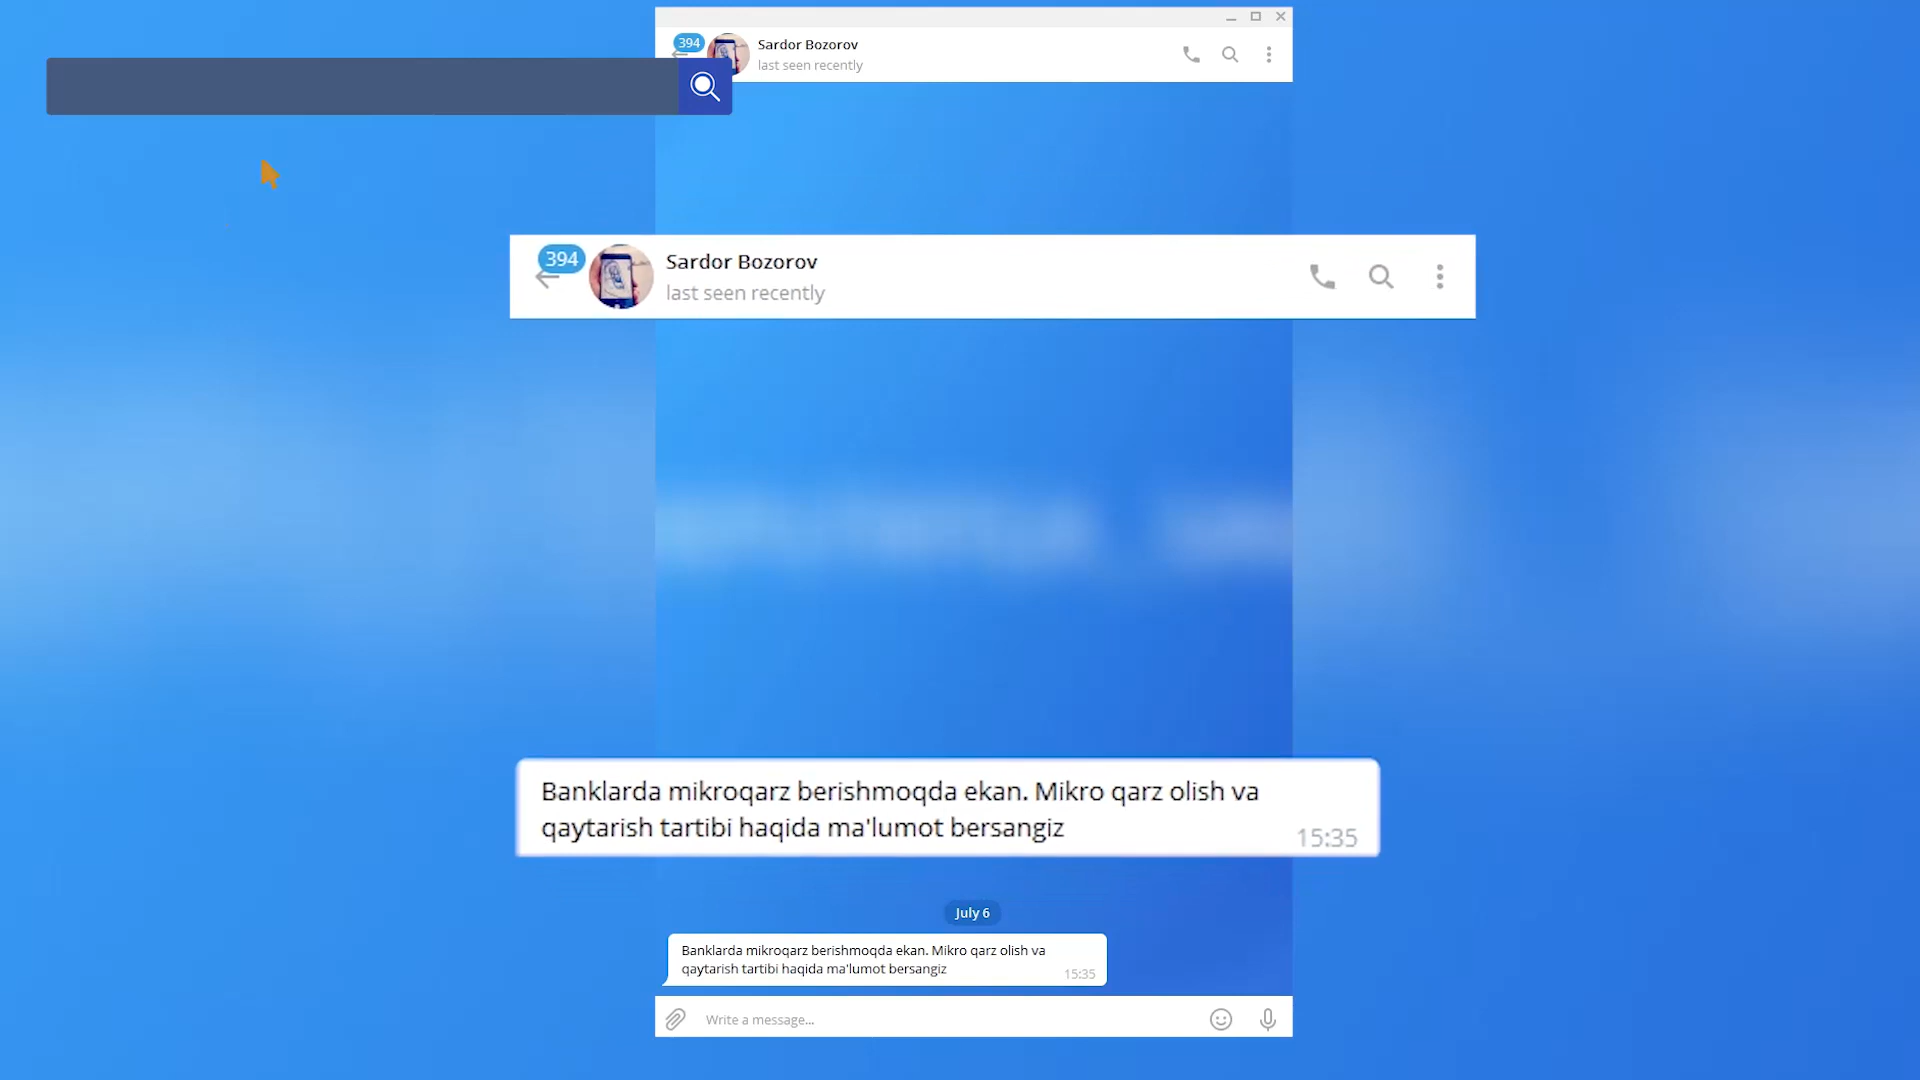 394
Sardor Bozorov
last seen recently
394
Sardor Bozorov
last seen recently
Banklarda mikroqarz berishmoqda ekan. Mikro qarz olish va
qaytarish tartibi haqida ma'lumot bersangiz
15:35
July 6
Banklarda mikroqarz berishmoqda ekan. Mikro qarz olish va
qaytarish tartibi haqida ma'lumot bersangiz
15:35
Write a message...